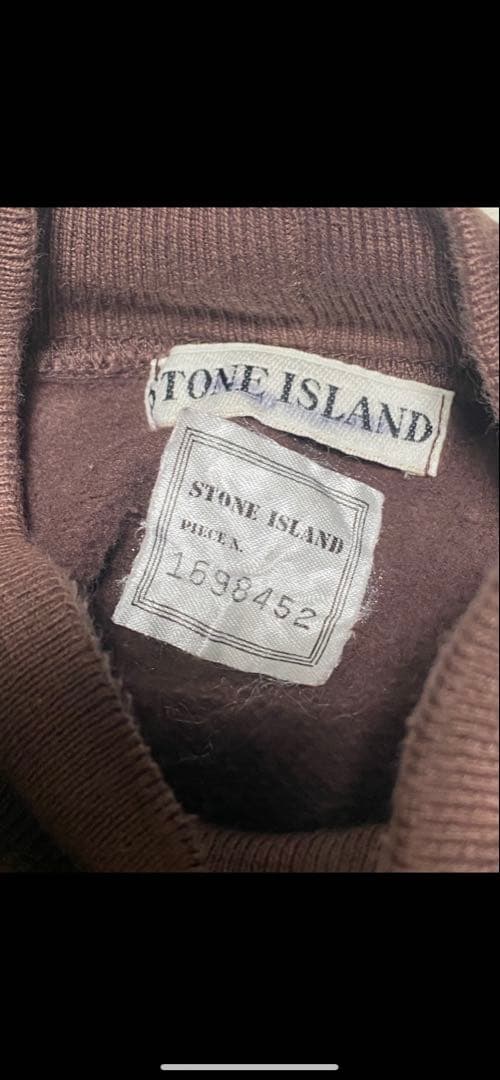 STONE ISLAND
STONE ISLAND
PIECE N.
1698452